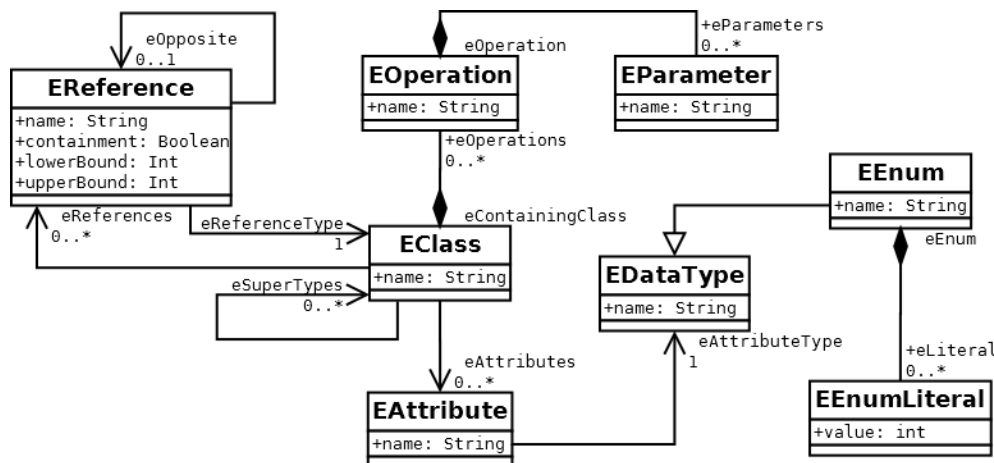 eOpposite
0..1
EReference
+name: String
+containment: Boolean
+lowerBound: Int
+upperBound: Int
eOperation
EOperation
+name: String
+eParameters
0..*
EParameter
+name: String
+eOperations
0..*
eContainingClass
EEnum
+name: String
eEnum
eReferences
0..*
eReferenceType
1
EClass
+name: String
eSuperTypes
0..*
EDataType
+name: String
eAttributeType
1
eAttributes
0..*
EAttribute
+name: String
+eLiteral
0..*
EEnumLiteral
+value: int